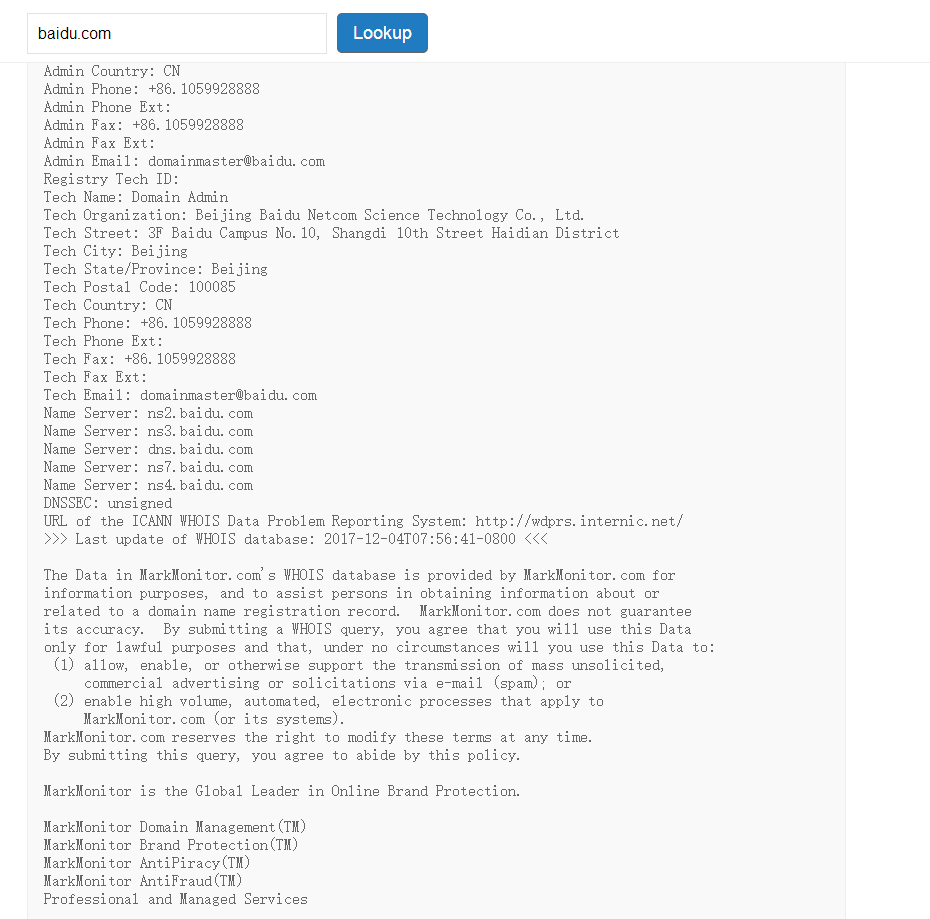 baidu.com
Lookup
Admin Country: CN
Admin Phone: +86.1059928888
Admin Phone Ext:
Admin Fax: +86.1059928888
Admin Fax Ext:
Admin Email: domainmaster@baidu.com
Registry Tech ID:
Tech Name: Domain Admin
Tech Organization: Beijing Baidu Netcom Science Technology Co., Ltd.
Tech Street: 3F Baidu Campus No.10, Shangdi 10th Street Haidian District
Tech City: Beijing
Tech State/Province: Beijing
Tech Postal Code: 100085
Tech Country: CN
Tech Phone: +86.1059928888
Tech Phone Ext:
Tech Fax: +86.1059928888
Tech Fax Ext:
Tech Email: domainmaster@baidu.com
Name Server: ns2.baidu.com
Name Server: ns3.baidu.com
Name Server: dns.baidu.com
Name Server: ns7.baidu.com
Name Server: ns4.baidu.com
DNSSEC: unsigned
URL of the ICANN WHOIS Data Problem Reporting System: http://wdprs.internic.net/
>>> Last update of WHOIS database: 2017-12-04T07:56:41-0800 <<<
The Data in MarkMonitor.com's WHOIS database is provided by MarkMonitor.com for
information purposes, and to assist persons in obtaining information about or
related to a domain name registration record.  MarkMonitor.com does not guarantee
its accuracy.  By submitting a WHOIS query, you agree that you will use this Data
only for lawful purposes and that, under no circumstances will you use this Data to:
(1) allow, enable, or otherwise support the transmission of mass unsolicited,
commercial advertising or solicitations via e-mail (spam); or
(2) enable high volume, automated, electronic processes that apply to
MarkMonitor.com (or its systems).
MarkMonitor.com reserves the right to modify these terms at any time.
By submitting this query, you agree to abide by this policy.
MarkMonitor is the Global Leader in Online Brand Protection.
MarkMonitor Domain Management(TM)
MarkMonitor Brand Protection(TM)
MarkMonitor AntiPiracy(TM)
MarkMonitor AntiFraud(TM)
Professional and Managed Services